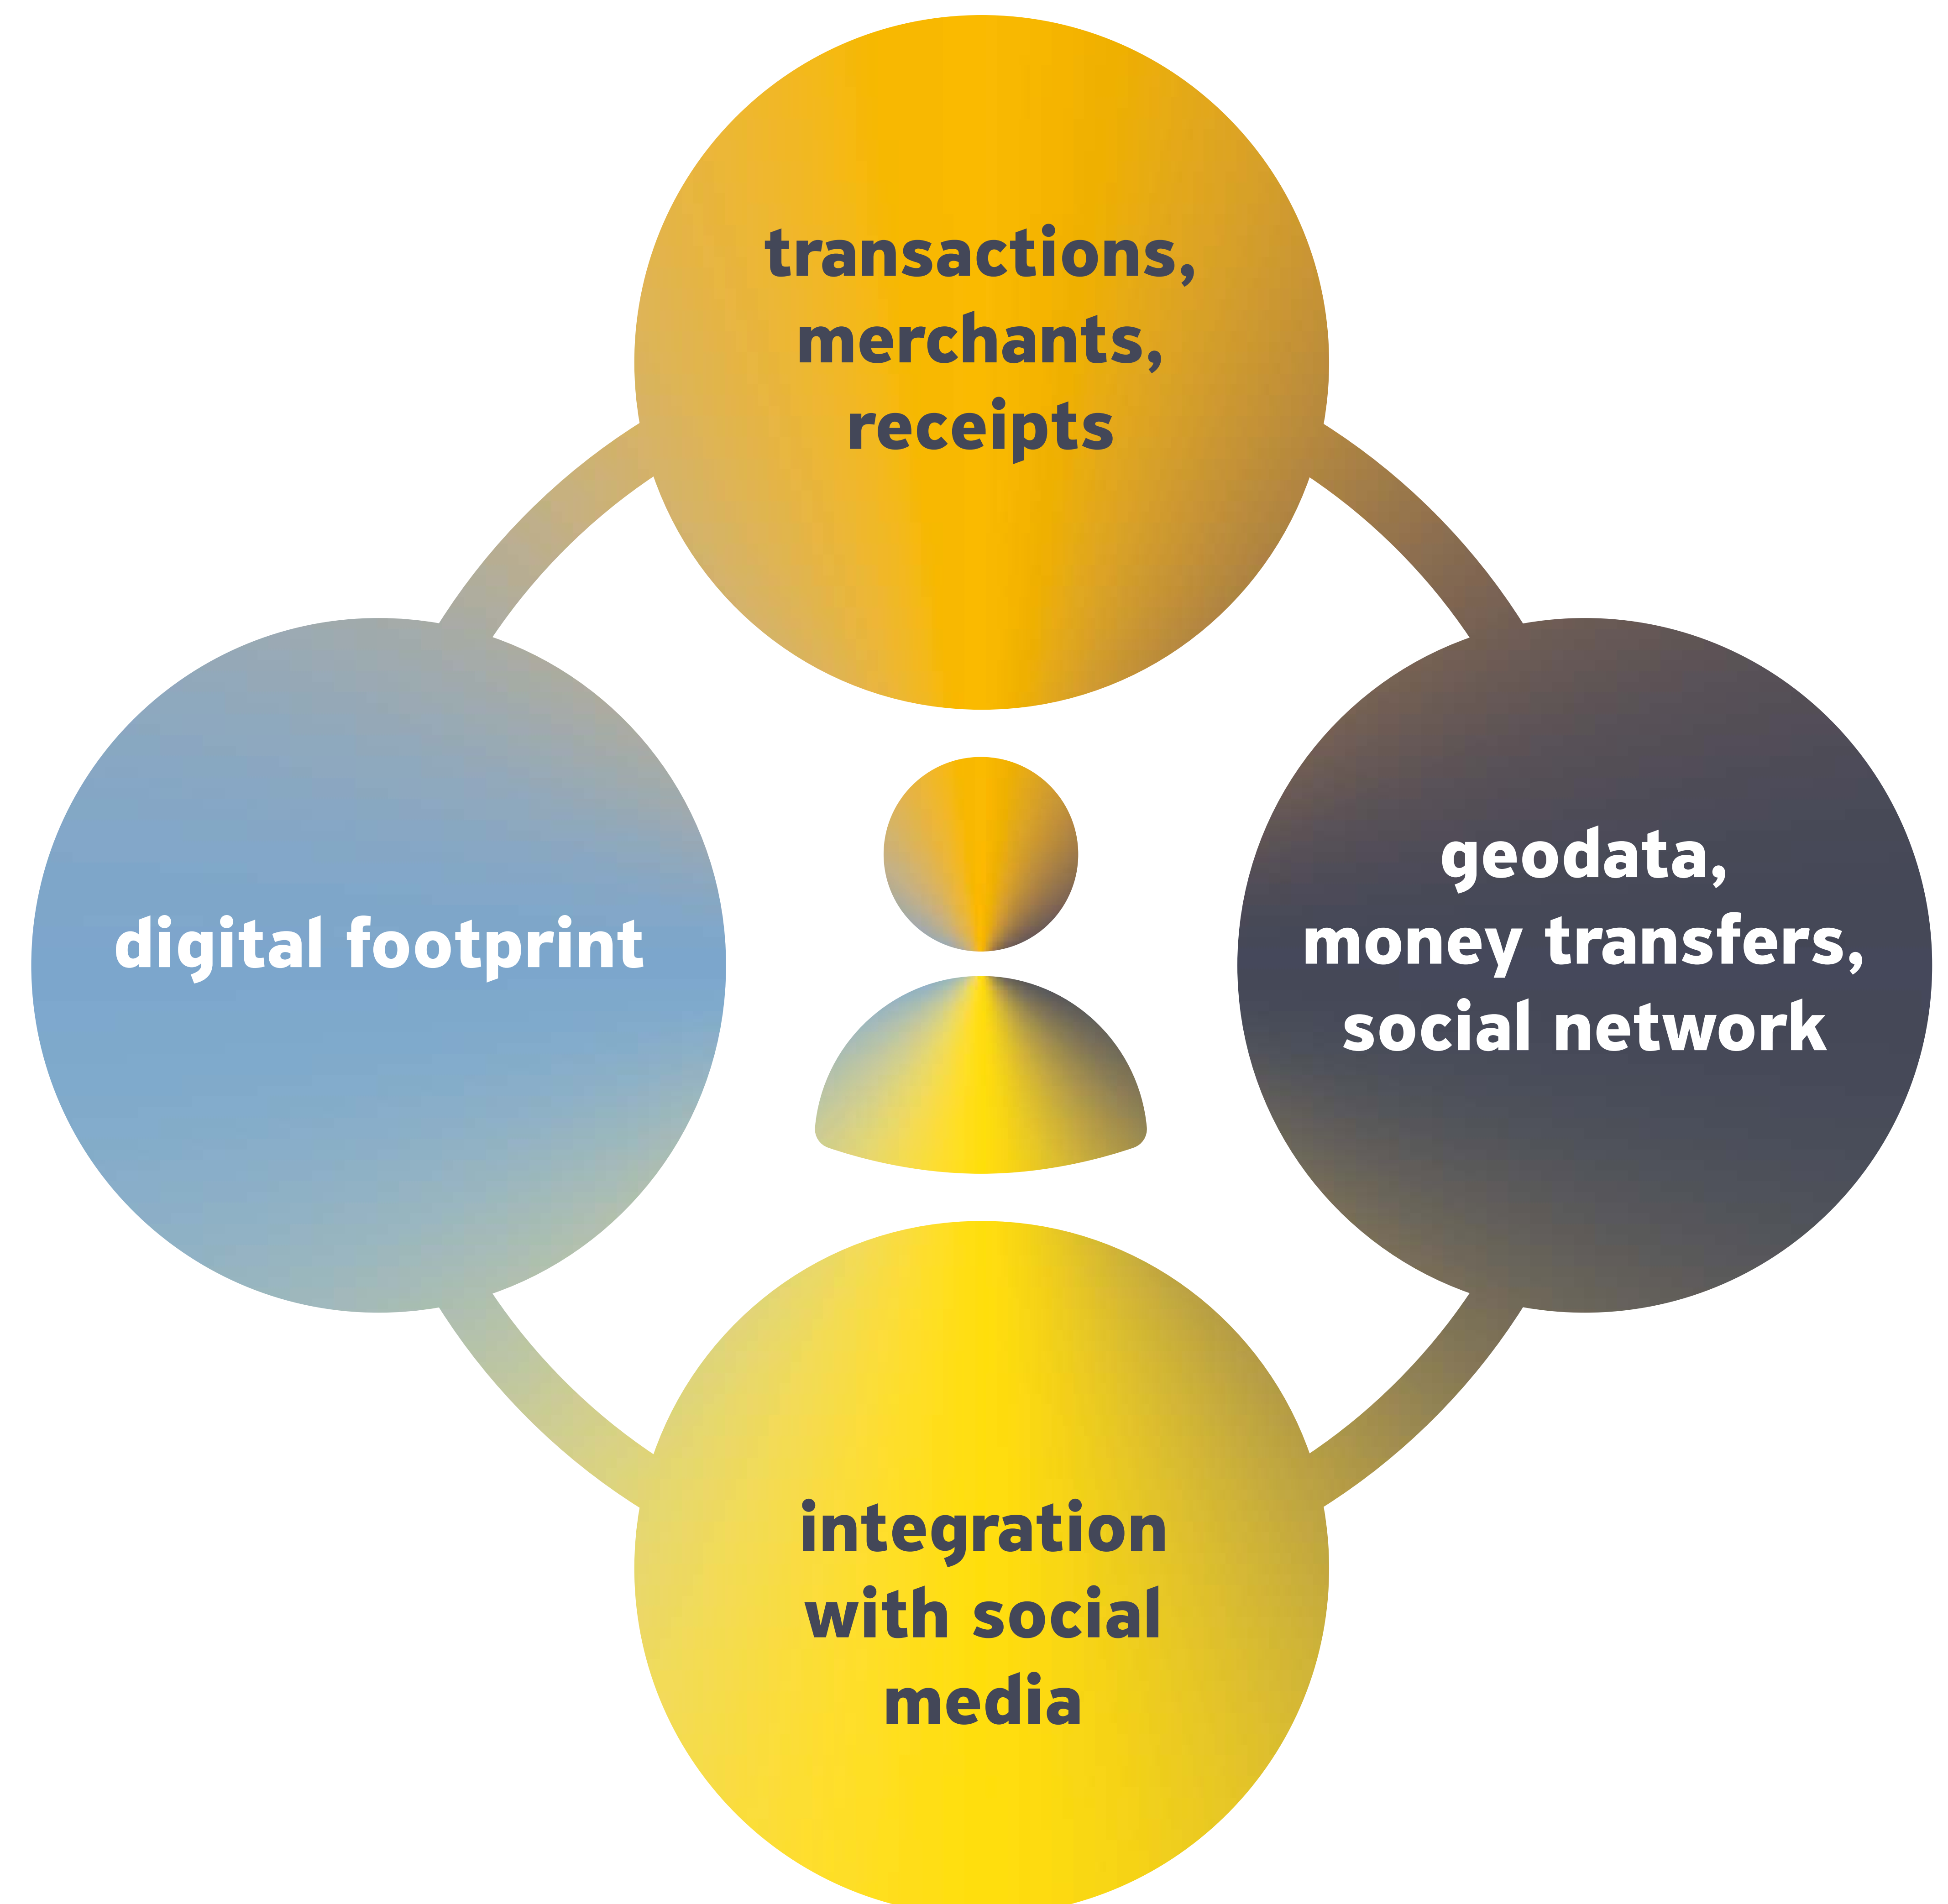 transactions,
merchants,
receipts
digital footprint
geodata,
money transfers,
social network
integration
with social
media